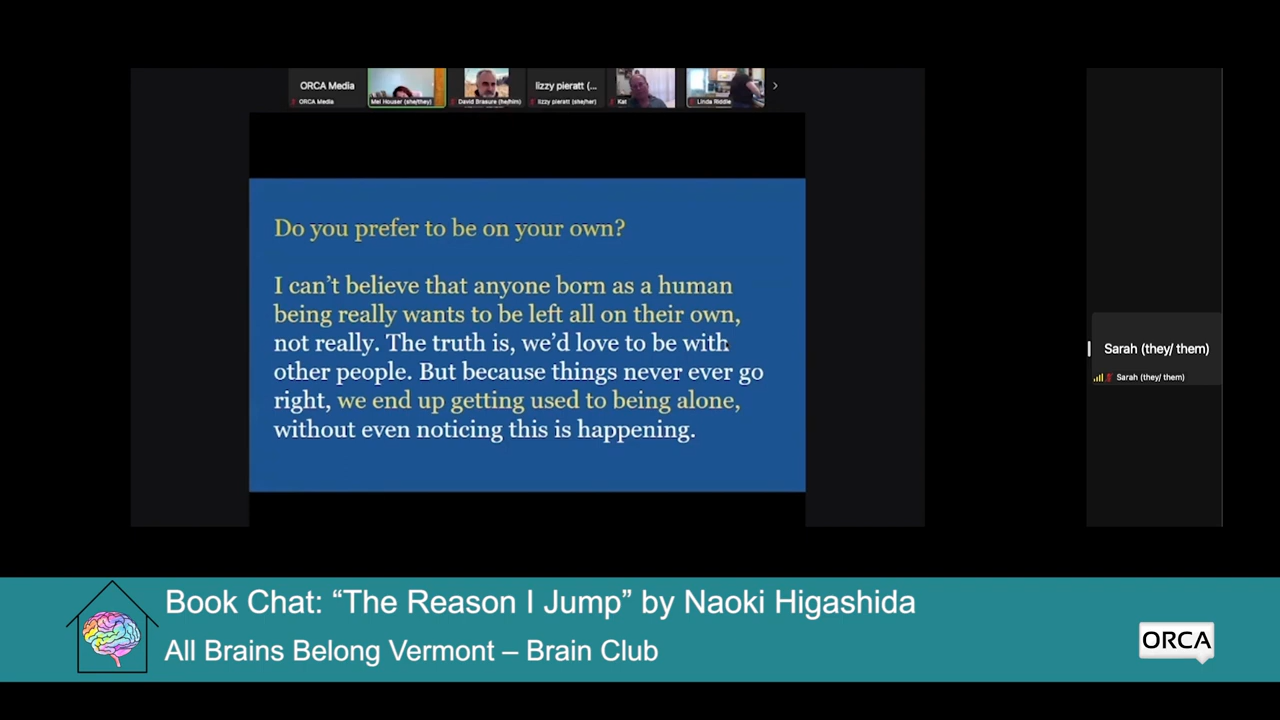 ORCA Media
ORCA Media
Mel Houser (she/they)
David Brasure (he/him)
lizzy pieratt (...
lizzy pieratt (she/her)
Kat
Linda Riddle
Do you prefer to be on your own?
I can't believe that anyone born as a human
being really wants to be left all on their own,
not really. The truth is, we'd love to be with
other people. But because things never ever go
right, we end up getting used to being alone,
without even noticing this is happening.
Sarah (they/ them)
Sarah (they/ them)
Book Chat: “The Reason I Jump” by Naoki Higashida
All Brains Belong Vermont – Brain Club
ORCA